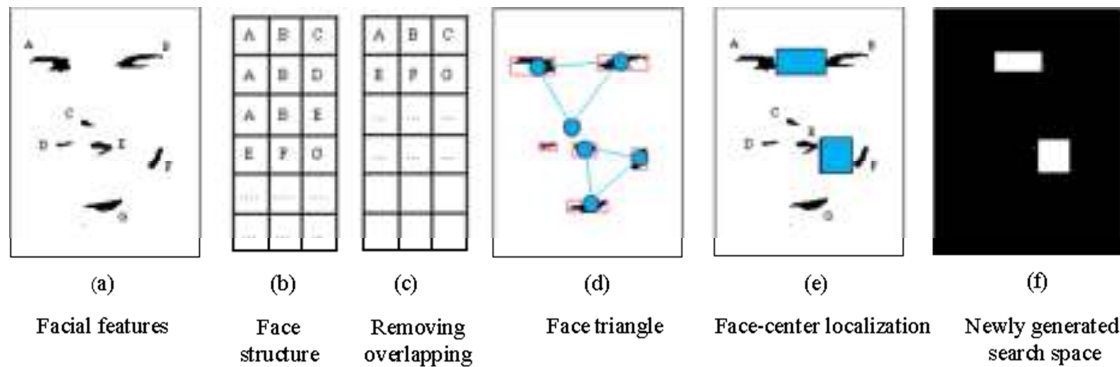 A
B
C
D
E
F
G
A B C
A B D
A B E
E F G
.... ... ...
... ... ...
A B C
E F G
... ... ...
... ... ...
A
B
C
D
E
F
G
(a)
(b)
(c)
(d)
(e)
(f)
Facial features
Face
structure
Removing
overlapping
Face triangle
Face-center localization
Newly generated
search space